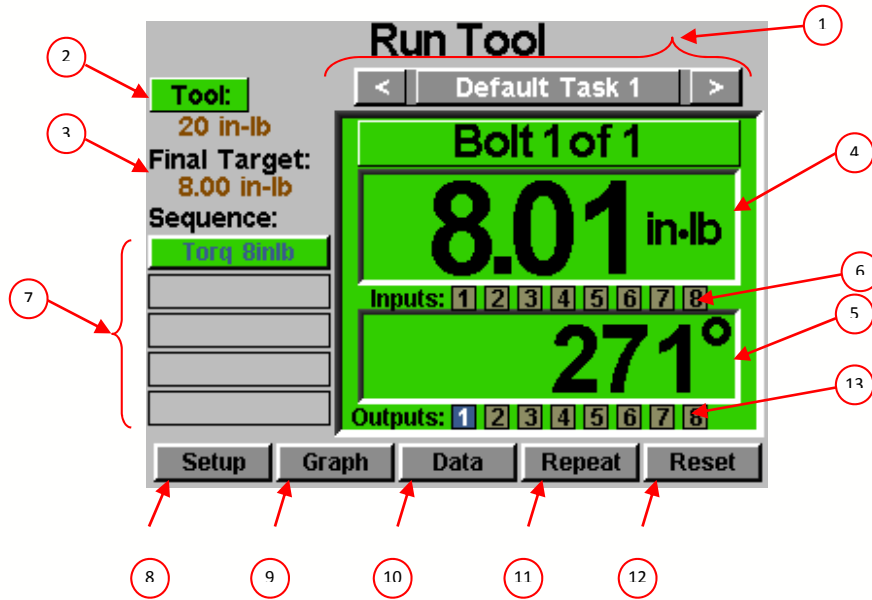 Run Tool
1
2
Tool:
< Default Task 1 >
20 in-lb
3
Final Target:
8.00 in-lb
Bolt 1 of 1
4
8.01 in•lb
Sequence:
Torq 8inlb
6
Inputs: 1 2 3 4 5 6 7 8
7
5
271°
13
Outputs: 1 2 3 4 5 6 7 8
Setup Graph Data Repeat Reset
8 9 10 11 12